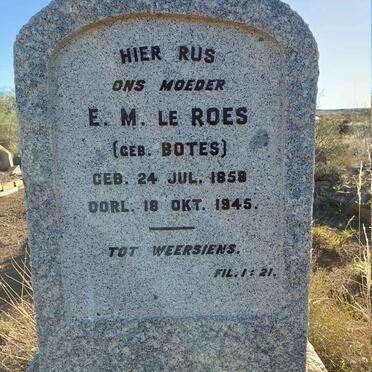 HIER RUS
ONS MOEDER
E. M. LE ROES
(GEB. BOTES)
GEB. 24 JUL. 1858
OORL. 18 OKT. 1945.
TOT WEERSIENS.
FIL. 1: 21.